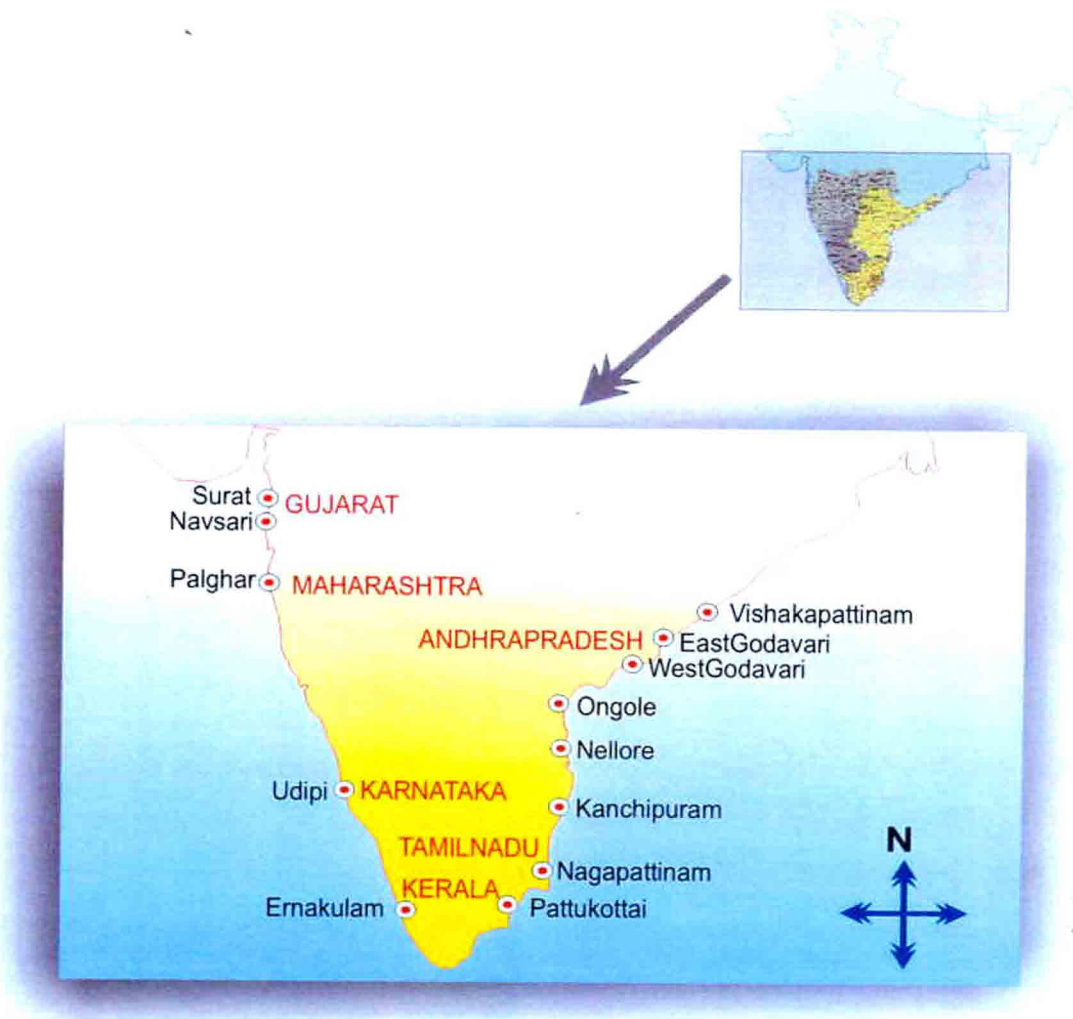 Surat
GUJARAT
Navsari
Palghar
MAHARASHTRA
Vishakapattinam
ANDHRAPRADESH
EastGodavari
WestGodavari
Ongole
Nellore
Udipi
KARNATAKA
Kanchipuram
TAMILNADU
N
Nagapattinam
KERALA
Ernakulam
Pattukottai